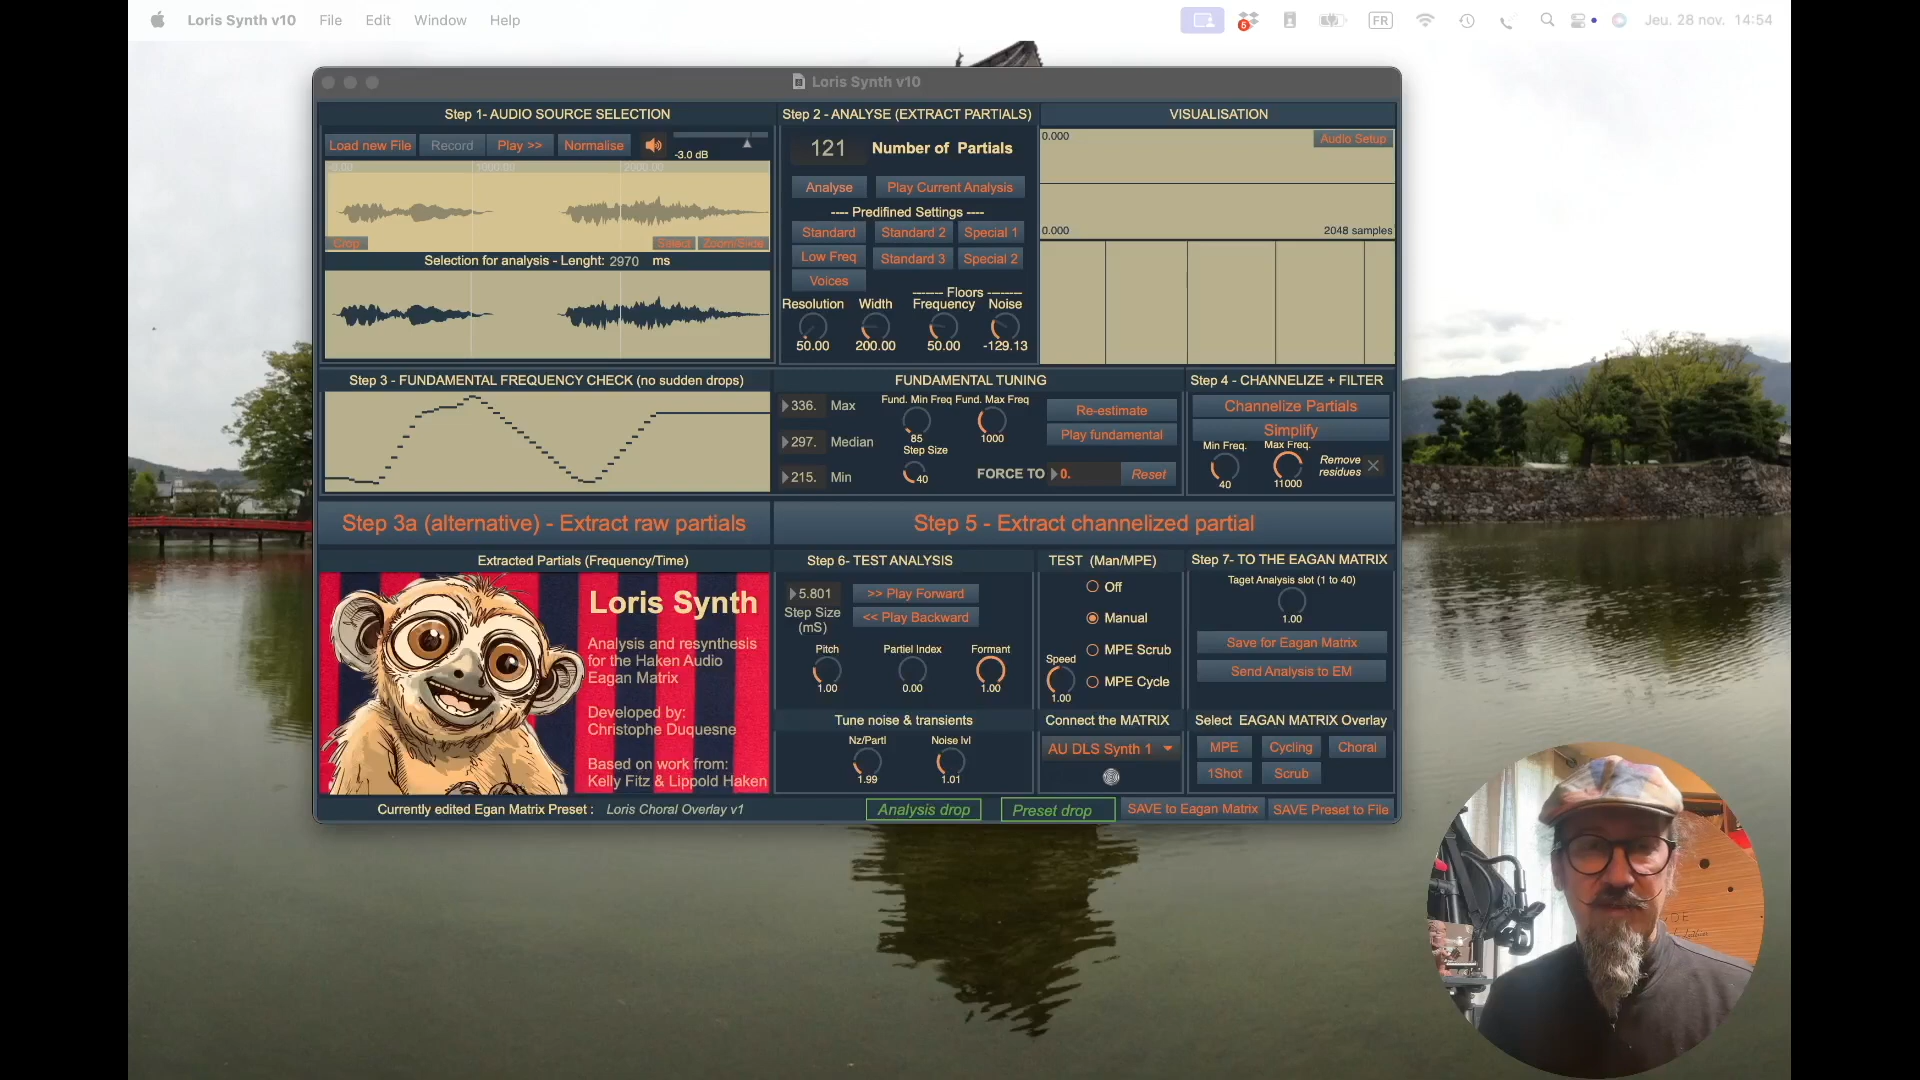 Loris Synth v10 File Edit Window Help
6 FR Jeu. 28 nov. 14:54
Loris Synth v10
Step 1- AUDIO SOURCE SELECTION
Load new File Record Play >> Normalise -3.0 dB
1000.00 2000.00
Crop Select Zoom/Slide
Selection for analysis - Lenght: 2970 ms
Step 2 - ANALYSE (EXTRACT PARTIALS)
121 Number of Partials
Analyse Play Current Analysis
---- Predifined Settings ----
Standard Standard 2 Special 1
Low Freq Standard 3 Special 2
Voices
------- Floors --------
Resolution Width Frequency Noise
50.00 200.00 50.00 -129.13
VISUALISATION
0.000 Audio Setup
0.000 2048 samples
Step 3 - FUNDAMENTAL FREQUENCY CHECK (no sudden drops)
FUNDAMENTAL TUNING
336. Max
297. Median
215. Min
Fund. Min Freq Fund. Max Freq
85 1000
Step Size
40
Re-estimate
Play fundamental
FORCE TO 0. Reset
Step 4 - CHANNELIZE + FILTER
Channelize Partials
Simplify
Min Freq. Max Freq.
40 11000
Remove
residues
Step 3a (alternative) - Extract raw partials
Step 5 - Extract channelized partial
Extracted Partials (Frequency/Time)
Loris Synth
Analysis and resynthesis
for the Haken Audio
Eagan Matrix
Developed by:
Christophe Duquesne
Based on work from:
Kelly Fitz & Lippold Haken
Step 6- TEST ANALYSIS
5.801 >> Play Forward
Step Size
(mS)
<< Play Backward
Pitch Partiel Index Formant
1.00 0.00 1.00
Tune noise & transients
Nz/Partl Noise lvl
1.99 1.01
TEST (Man/MPE)
Off
Manual
MPE Scrub
MPE Cycle
Speed
1.00
Connect the MATRIX
AU DLS Synth 1
Step 7- TO THE EAGAN MATRIX
Taget Analysis slot (1 to 40)
1.00
Save for Eagan Matrix
Send Analysis to EM
Select EAGAN MATRIX Overlay
MPE Cycling Choral
1Shot Scrub
Currently edited Egan Matrix Preset : Loris Choral Overlay v1
Analysis drop Preset drop SAVE to Eagan Matrix SAVE Preset to File